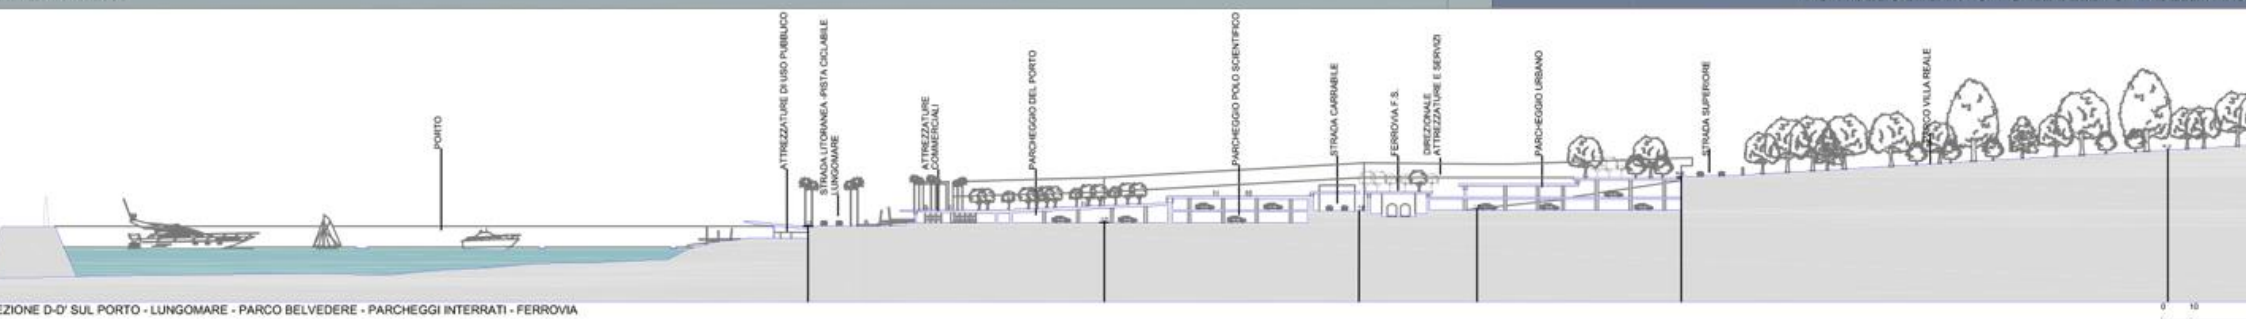 PORTO
ATTREZZATURE DI USO PUBBLICO
STRADA LITORANEA -PISTA CICLABILE
LUNGOMARE
ATTREZZATURE
COMMERCIALI
PARCHEGGIO DEL PORTO
PARCHEGGIO POLO SCIENTIFICO
STRADA CARRABILE
FERROVIA F.S.
DIREZIONALE
ATTREZZATURE E SERVIZI
PARCHEGGIO URBANO
STRADA SUPERIORE
VILLA REALE
EZIONE D-D' SUL PORTO - LUNGOMARE - PARCO BELVEDERE - PARCHEGGI INTERRATI - FERROVIA
0 10